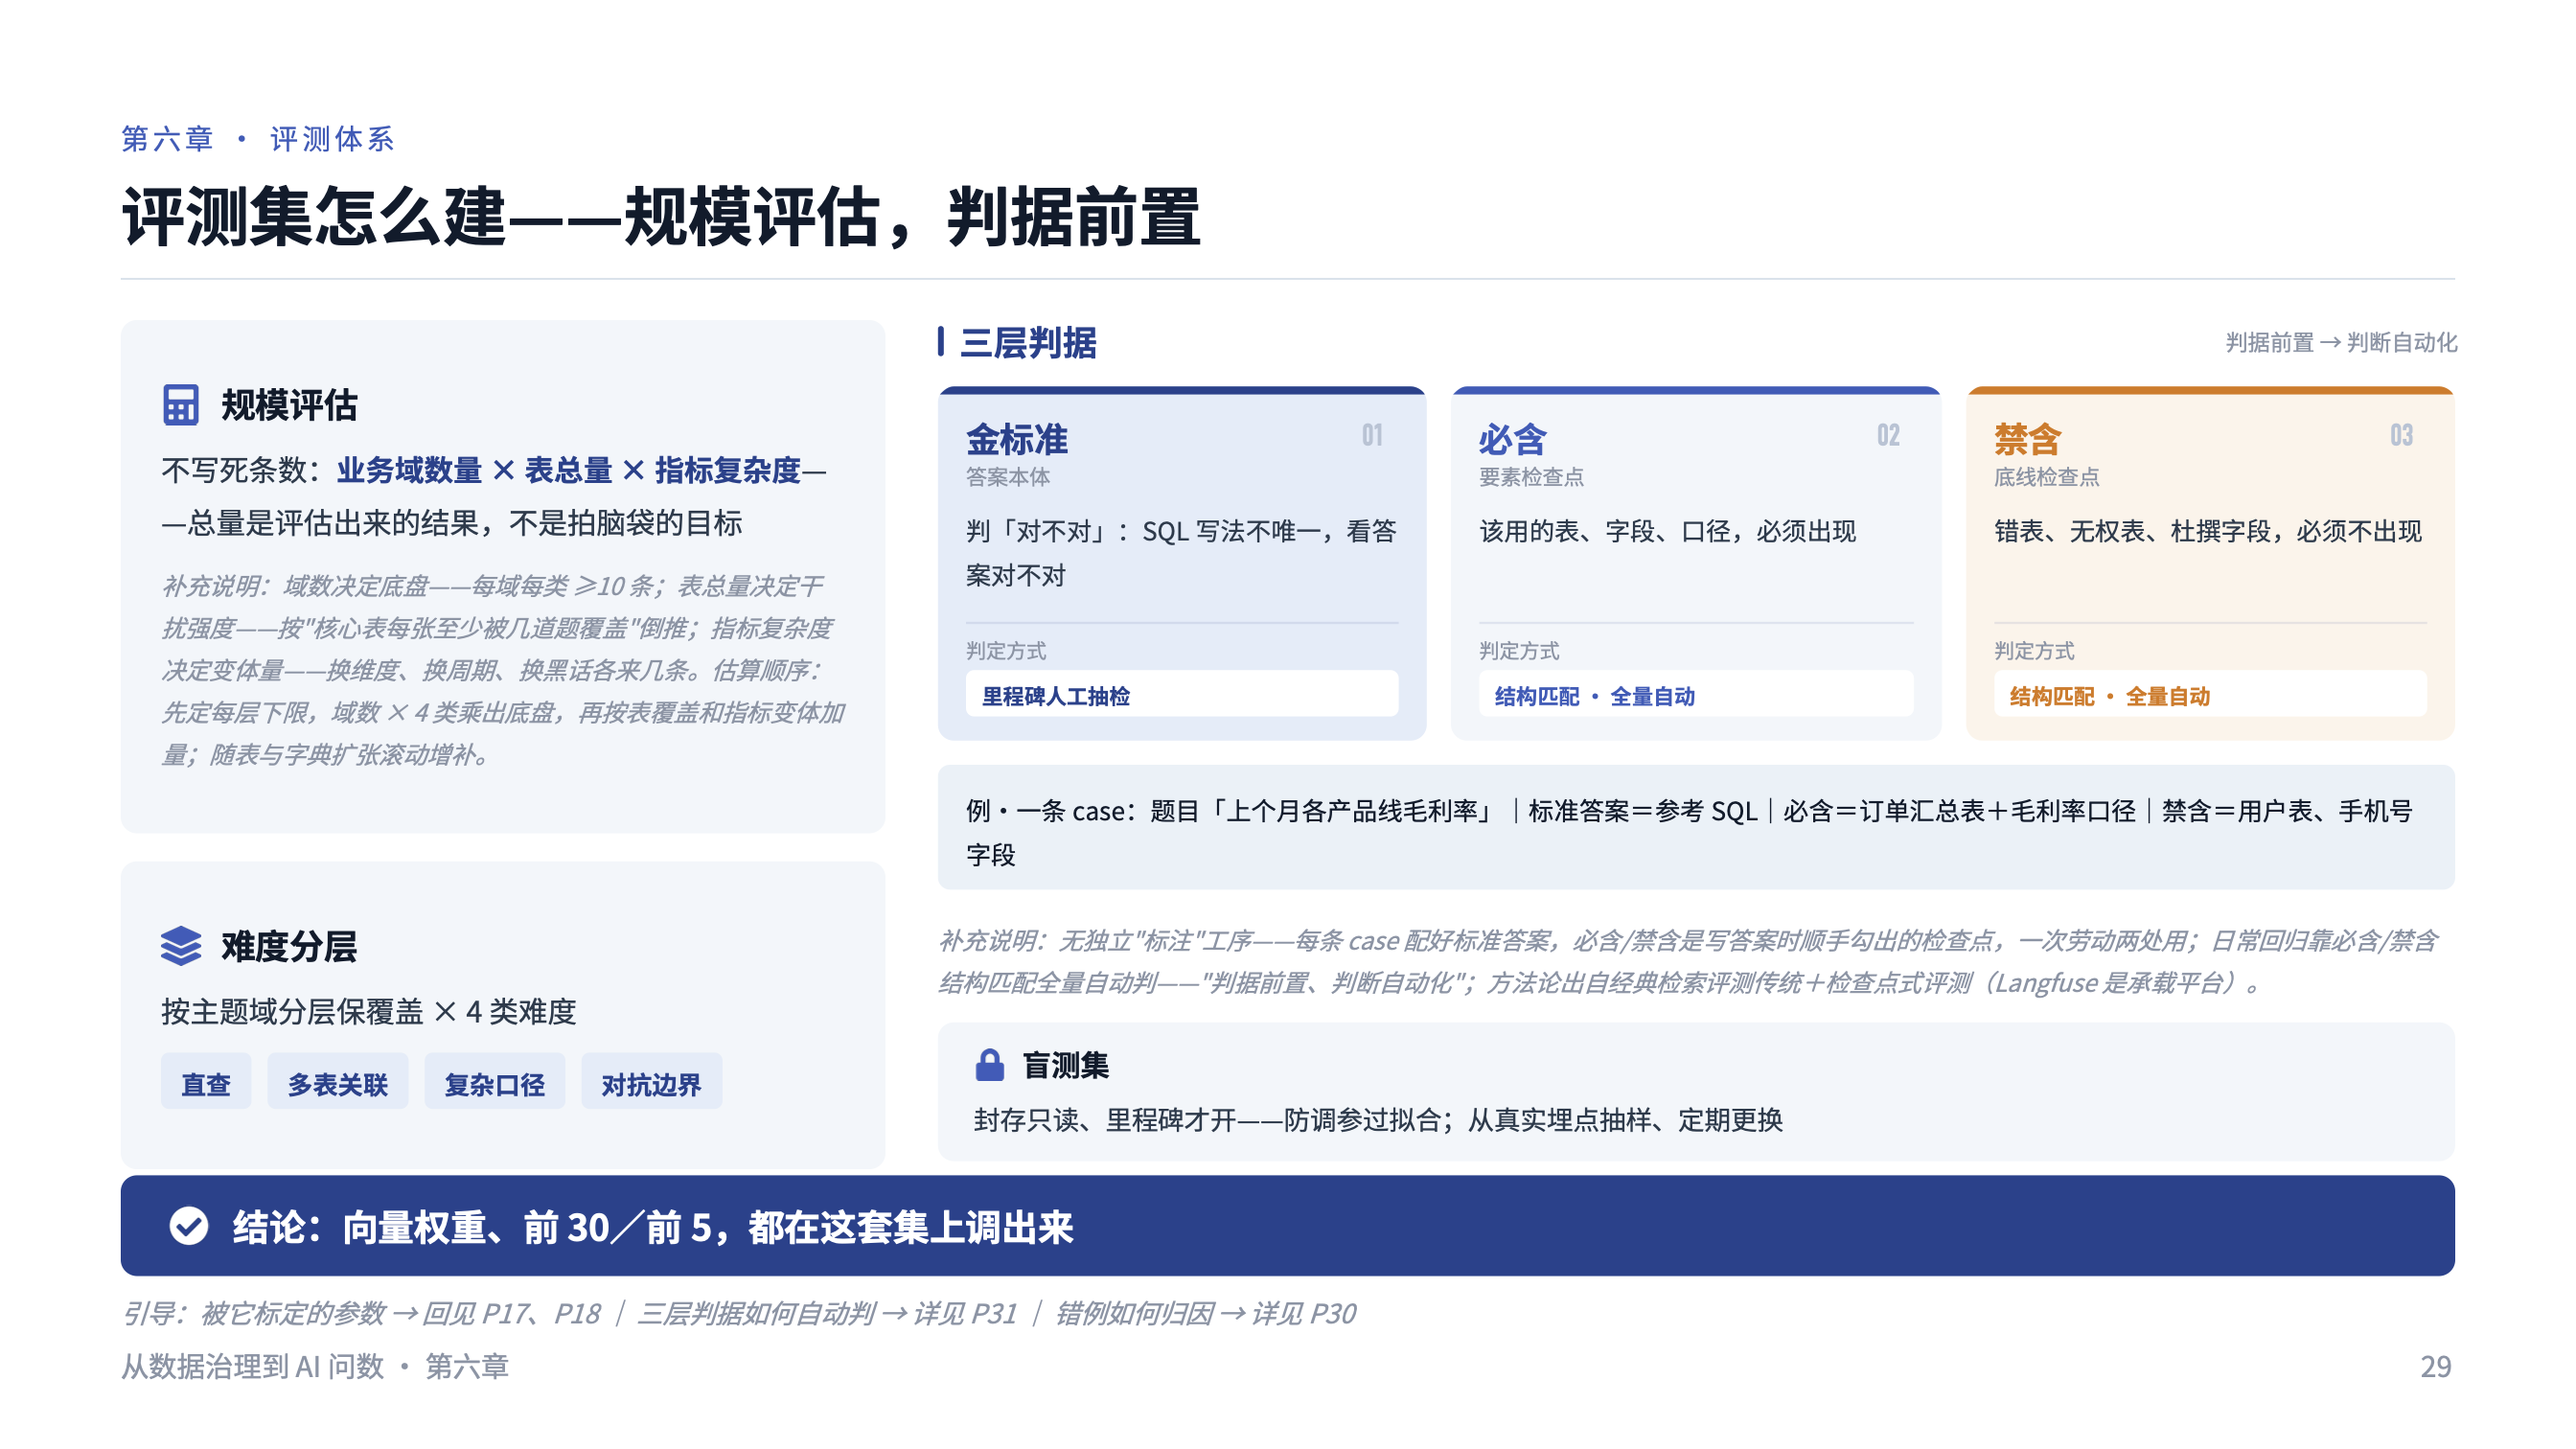 第六章 · 评测体系
评测集怎么建——规模评估，判据前置
规模评估
不写死条数：业务域数量 × 表总量 × 指标复杂度—
—总量是评估出来的结果，不是拍脑袋的目标
补充说明：域数决定底盘——每域每类 ≥10 条；表总量决定干
扰强度——按"核心表每张至少被几道题覆盖"倒推；指标复杂度
决定变体量——换维度、换周期、换黑话各来几条。估算顺序：
先定每层下限，域数 × 4 类乘出底盘，再按表覆盖和指标变体加
量；随表与字典扩张滚动增补。
难度分层
按主题域分层保覆盖 × 4 类难度
直查 多表关联 复杂口径 对抗边界
三层判据
判据前置 → 判断自动化
金标准 01
答案本体
判「对不对」：SQL 写法不唯一，看答
案对不对
判定方式
里程碑人工抽检
必含 02
要素检查点
该用的表、字段、口径，必须出现
判定方式
结构匹配 · 全量自动
禁含 03
底线检查点
错表、无权表、杜撰字段，必须不出现
判定方式
结构匹配 · 全量自动
例·一条 case：题目「上个月各产品线毛利率」｜标准答案＝参考 SQL｜必含＝订单汇总表＋毛利率口径｜禁含＝用户表、手机号
字段
补充说明：无独立"标注"工序——每条 case 配好标准答案，必含/禁含是写答案时顺手勾出的检查点，一次劳动两处用；日常回归靠必含/禁含
结构匹配全量自动判——"判据前置、判断自动化"；方法论出自经典检索评测传统＋检查点式评测（Langfuse 是承载平台）。
盲测集
封存只读、里程碑才开——防调参过拟合；从真实埋点抽样、定期更换
结论：向量权重、前 30／前 5，都在这套集上调出来
引导：被它标定的参数 → 回见 P17、P18 ｜ 三层判据如何自动判 → 详见 P31 ｜ 错例如何归因 → 详见 P30
从数据治理到 AI 问数 · 第六章
29